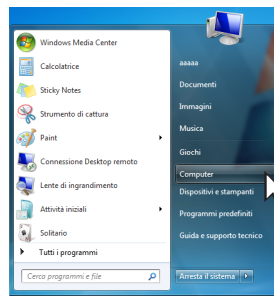 Windows Media Center
Calcolatrice
Sticky Notes
Strumento di cattura
Paint
Connessione Desktop remoto
Lente di ingrandimento
Attività iniziali
Solitario
Tutti i programmi
Cerca programmi e file
aaaaa
Documenti
Immagini
Musica
Giochi
Computer
Dispositivi e stampanti
Programmi predefiniti
Guida e supporto tecnico
Arresta il sistema